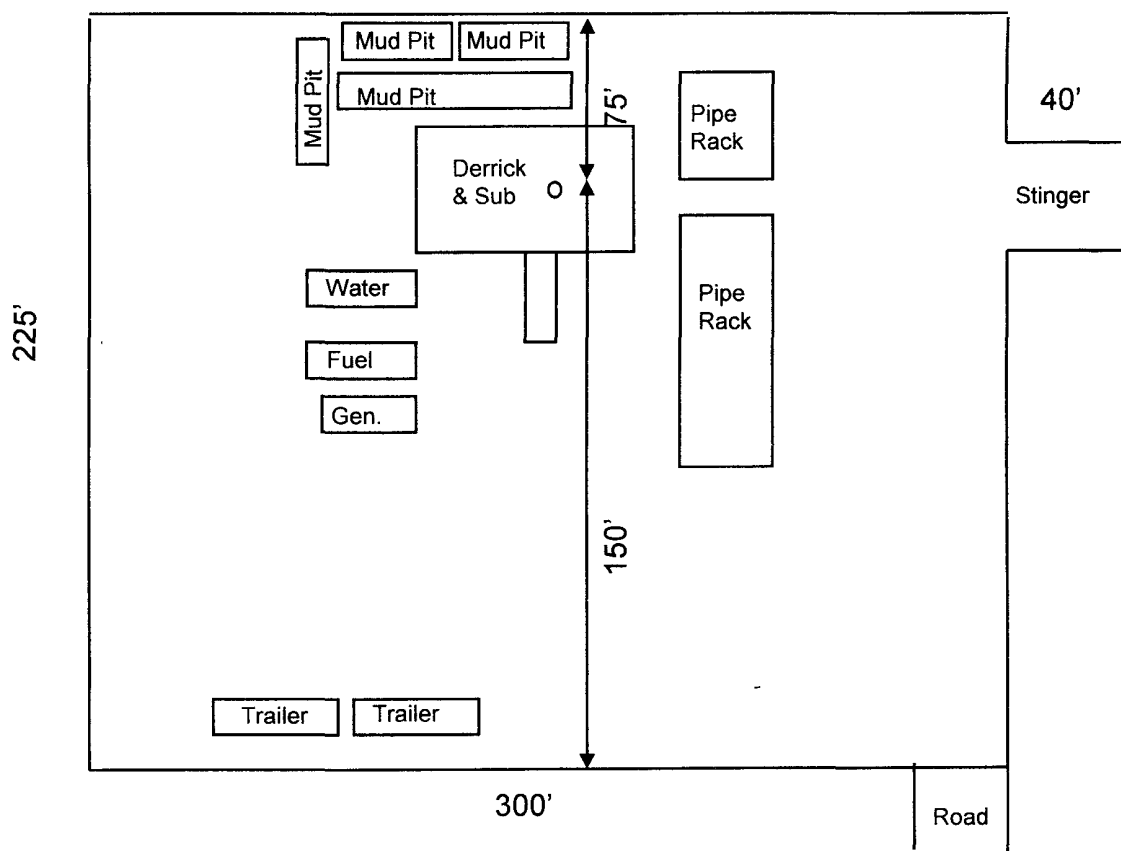 Mud Pit
Mud Pit
Mud Pit
Mud Pit
75'
Pipe
Rack
40'
Derrick
& Sub
Stinger
Water
Pipe
Rack
225'
Fuel
Gen.
150'
Trailer
Trailer
300'
Road